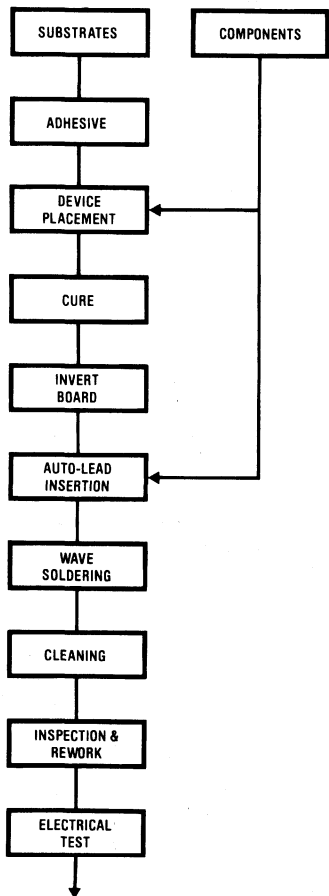 SUBSTRATES
COMPONENTS
ADHESIVE
DEVICE
PLACEMENT
CURE
INVERT
BOARD
AUTO-LEAD
INSERTION
WAVE
SOLDERING
CLEANING
INSPECTION &
REWORK
ELECTRICAL
TEST